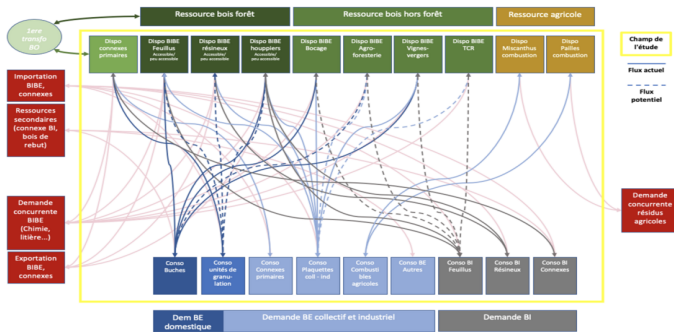 Ressource bois forêt
Ressource bois hors forêt
Ressource agricole
1ere
transfo
BO
Dispo
connexes
primaires
Dispo BIBE
Feuillus
Accessible/
peu accessible
Dispo BIBE
résineux
Accessible/
peu accessible
Dispo BIBE
houppiers
Accessible/
peu accessible
Dispo BIBE
Bocage
Dispo BIBE
Agro-
foresterie
Dispo BIBE
Vignes-
vergers
Dispo BIBE
TCR
Dispo
Miscanthus
combustion
Dispo
Pailles
combustion
Champ de
l'étude
Flux actuel
Flux
potentiel
Importation
BIBE,
connexes
Ressources
secondaires
(connexe BI,
bois de
rebut)
Demande
concurrente
BIBE
(Chimie,
litière...)
Exportation
BIBE,
connexes
Demande
concurrente
résidus
agricoles
Conso
Buches
Conso
unités de
granu-
lation
Conso
Connexes
primaires
Conso
Plaquettes
coll - ind
Conso
Combusti
bles
agricoles
Conso BE
Autres
Conso BI
Feuillus
Conso BI
Résineux
Conso BI
Connexes
Dem BE
domestique
Demande BE collectif et industriel
Demande BI